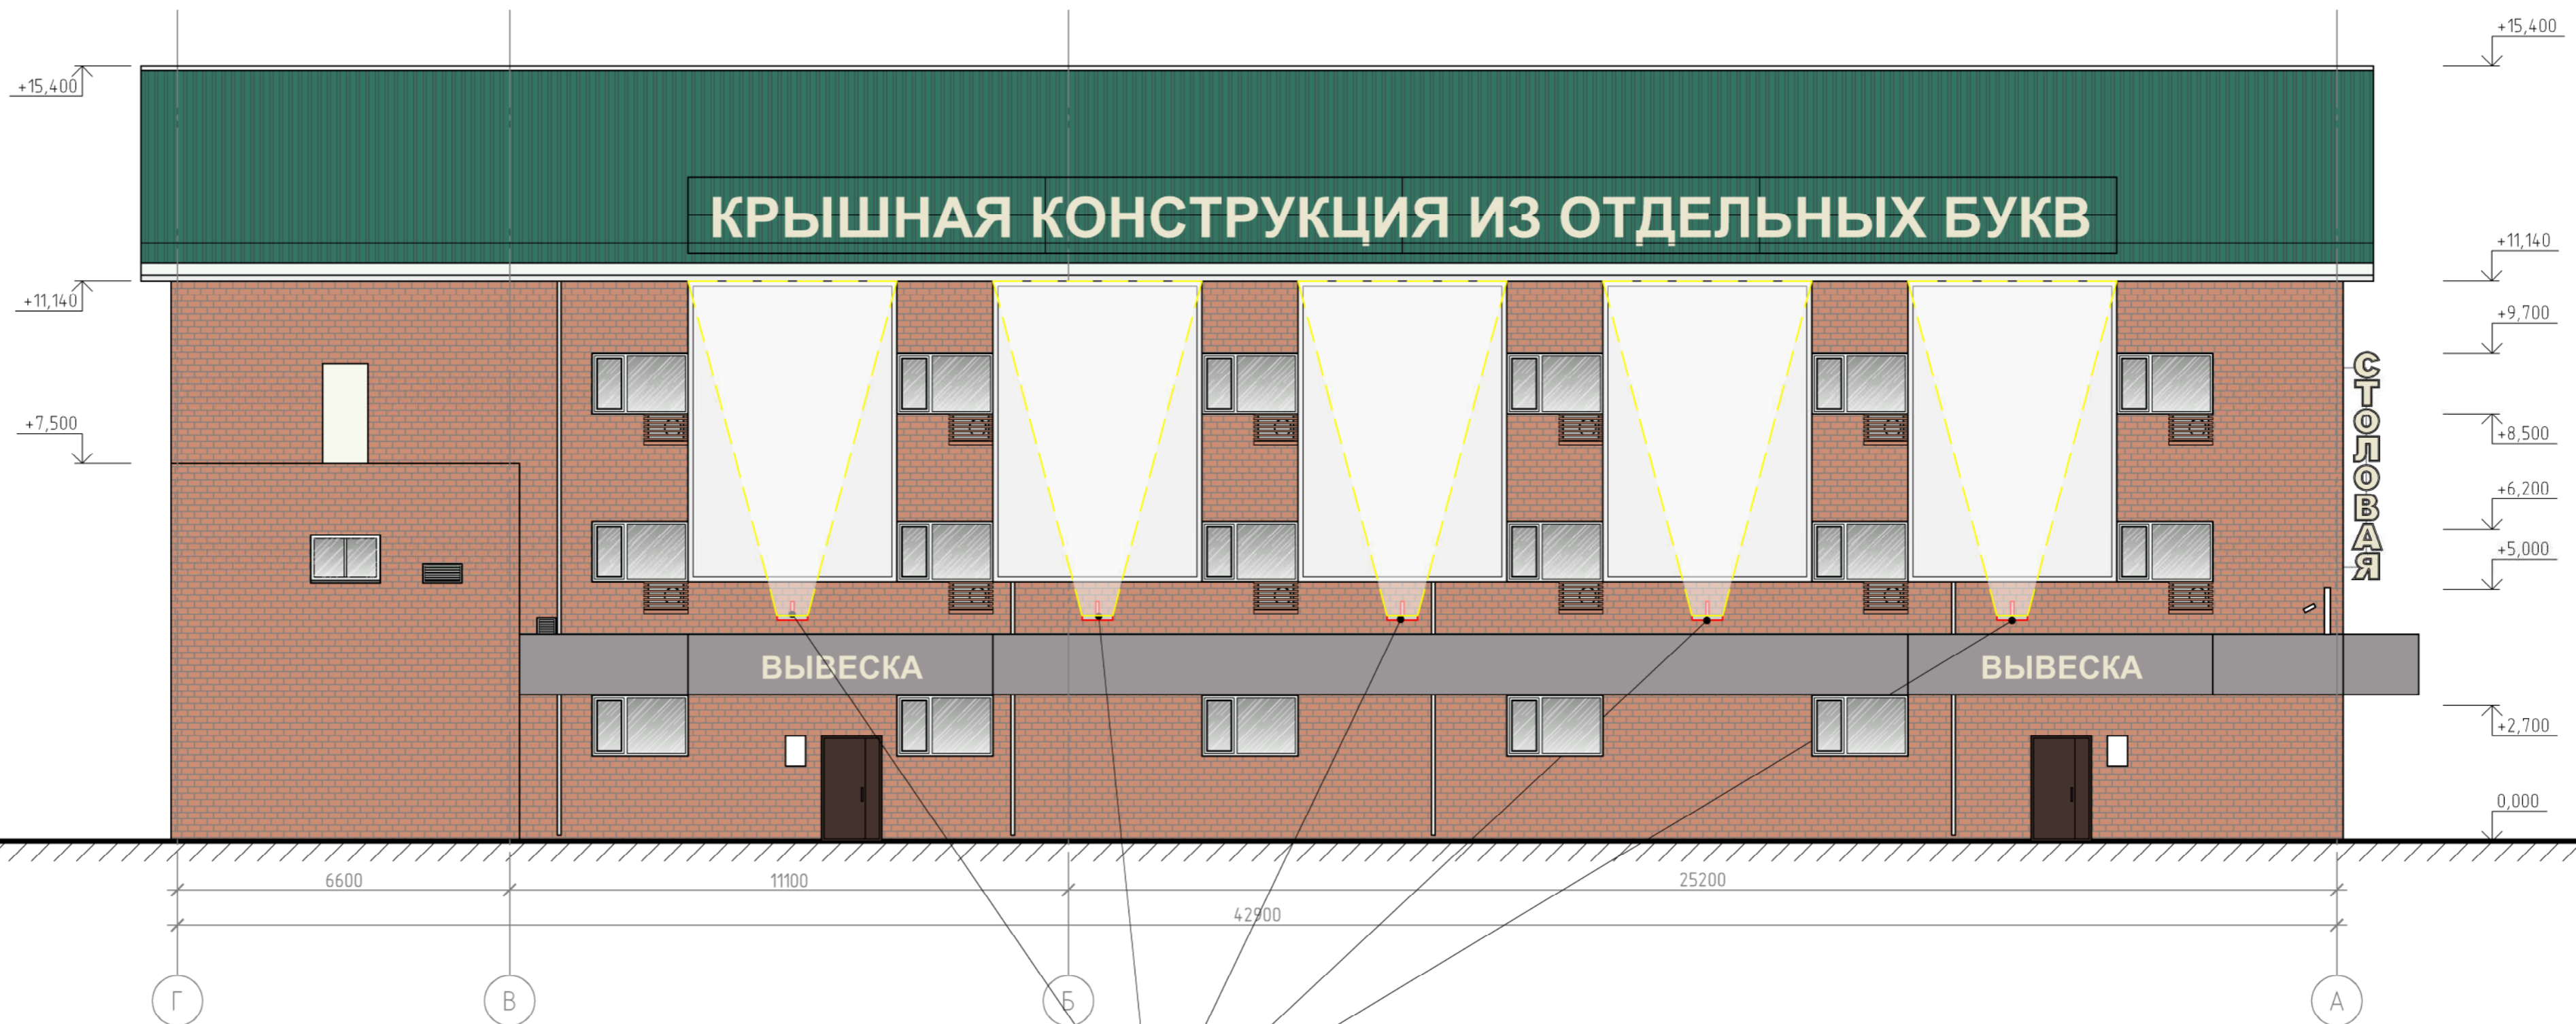 +15,400
+15,400
КРЫШНАЯ КОНСТРУКЦИЯ ИЗ ОТДЕЛЬНЫХ БУКВ
+11,140
+11,140
+9,700
СТОЛОВАЯ
+7,500
+8,500
+6,200
+5,000
ВЫВЕСКА
ВЫВЕСКА
+2,700
0,000
6600
11100
25200
42900
Г
В
Б
А